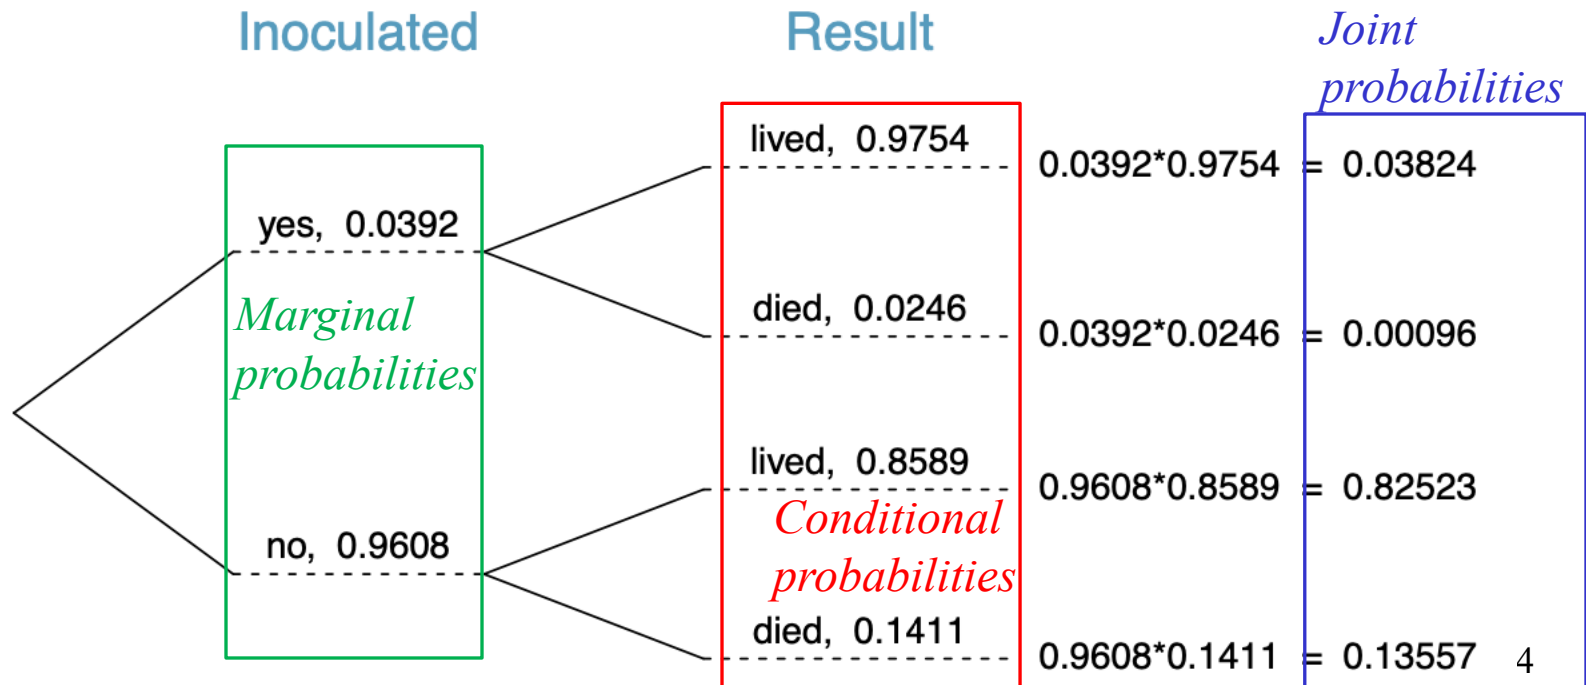 Inoculated
Result
Joint
probabilities
lived, 0.9754
0.0392*0.9754 = 0.03824
yes, 0.0392
Marginal
probabilities
died, 0.0246
0.0392*0.0246 = 0.00096
lived, 0.8589
0.9608*0.8589 = 0.82523
Conditional
probabilities
no, 0.9608
died, 0.1411
0.9608*0.1411 = 0.13557
4